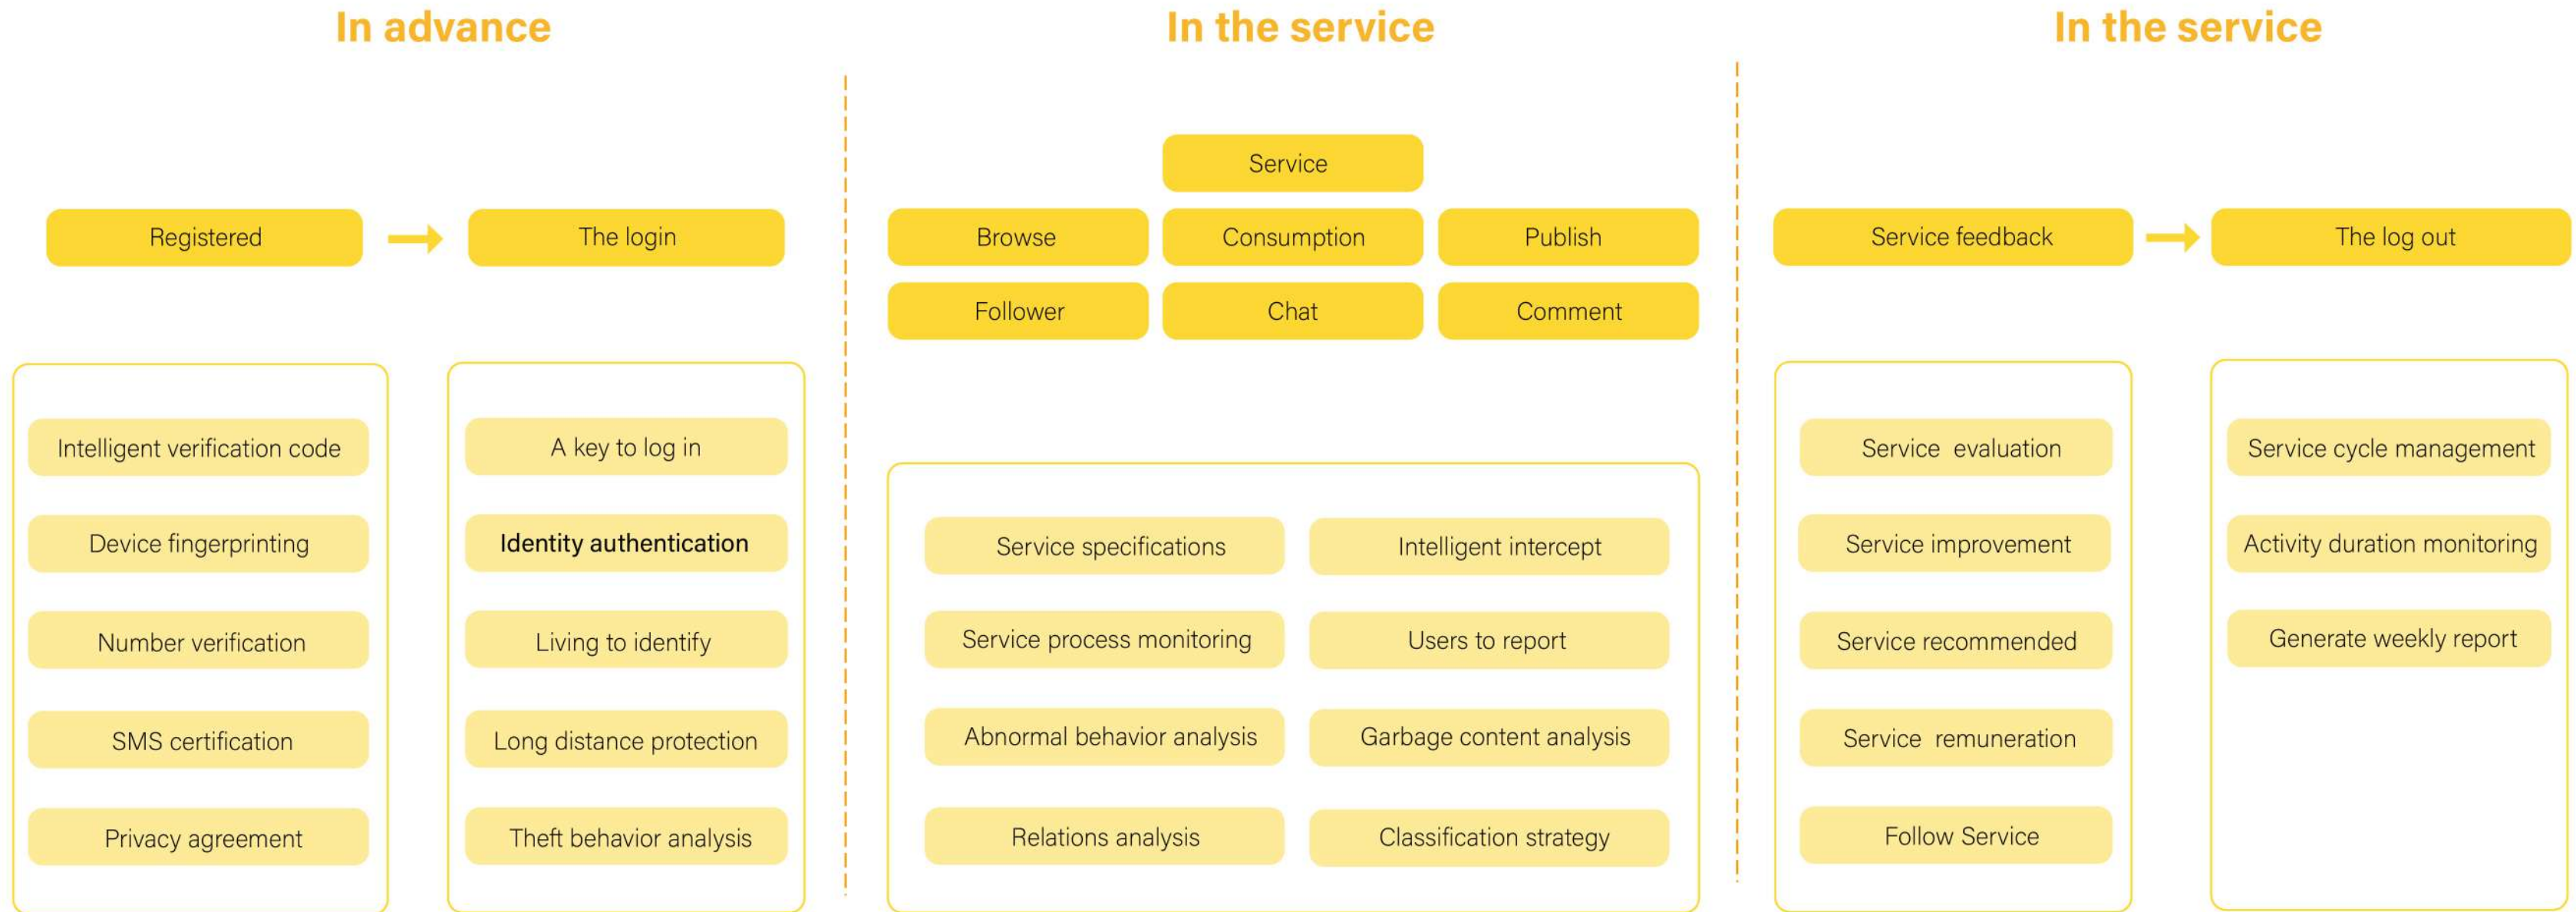 In advance
Registered
The login
Intelligent verification code
Device fingerprinting
Number verification
SMS certification
Privacy agreement
A key to log in
Identity authentication
Living to identify
Long distance protection
Theft behavior analysis
In the service
Service
Browse
Consumption
Publish
Follower
Chat
Comment
Service specifications
Intelligent intercept
Service process monitoring
Users to report
Abnormal behavior analysis
Garbage content analysis
Relations analysis
Classification strategy
In the service
Service feedback
The log out
Service evaluation
Service improvement
Service recommended
Service remuneration
Follow Service
Service cycle management
Activity duration monitoring
Generate weekly report